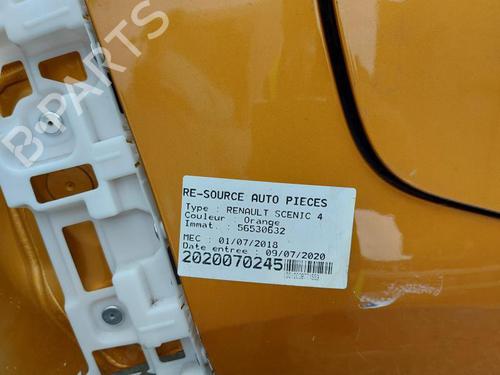 B-PARTS
RE-SOURCE AUTO PIECES
Type : RENAULT SCENIC 4
Couleur : Orange
Immat. : 56530632
MEC : 01/07/2018
Date entree : 09/07/2020
2020070245